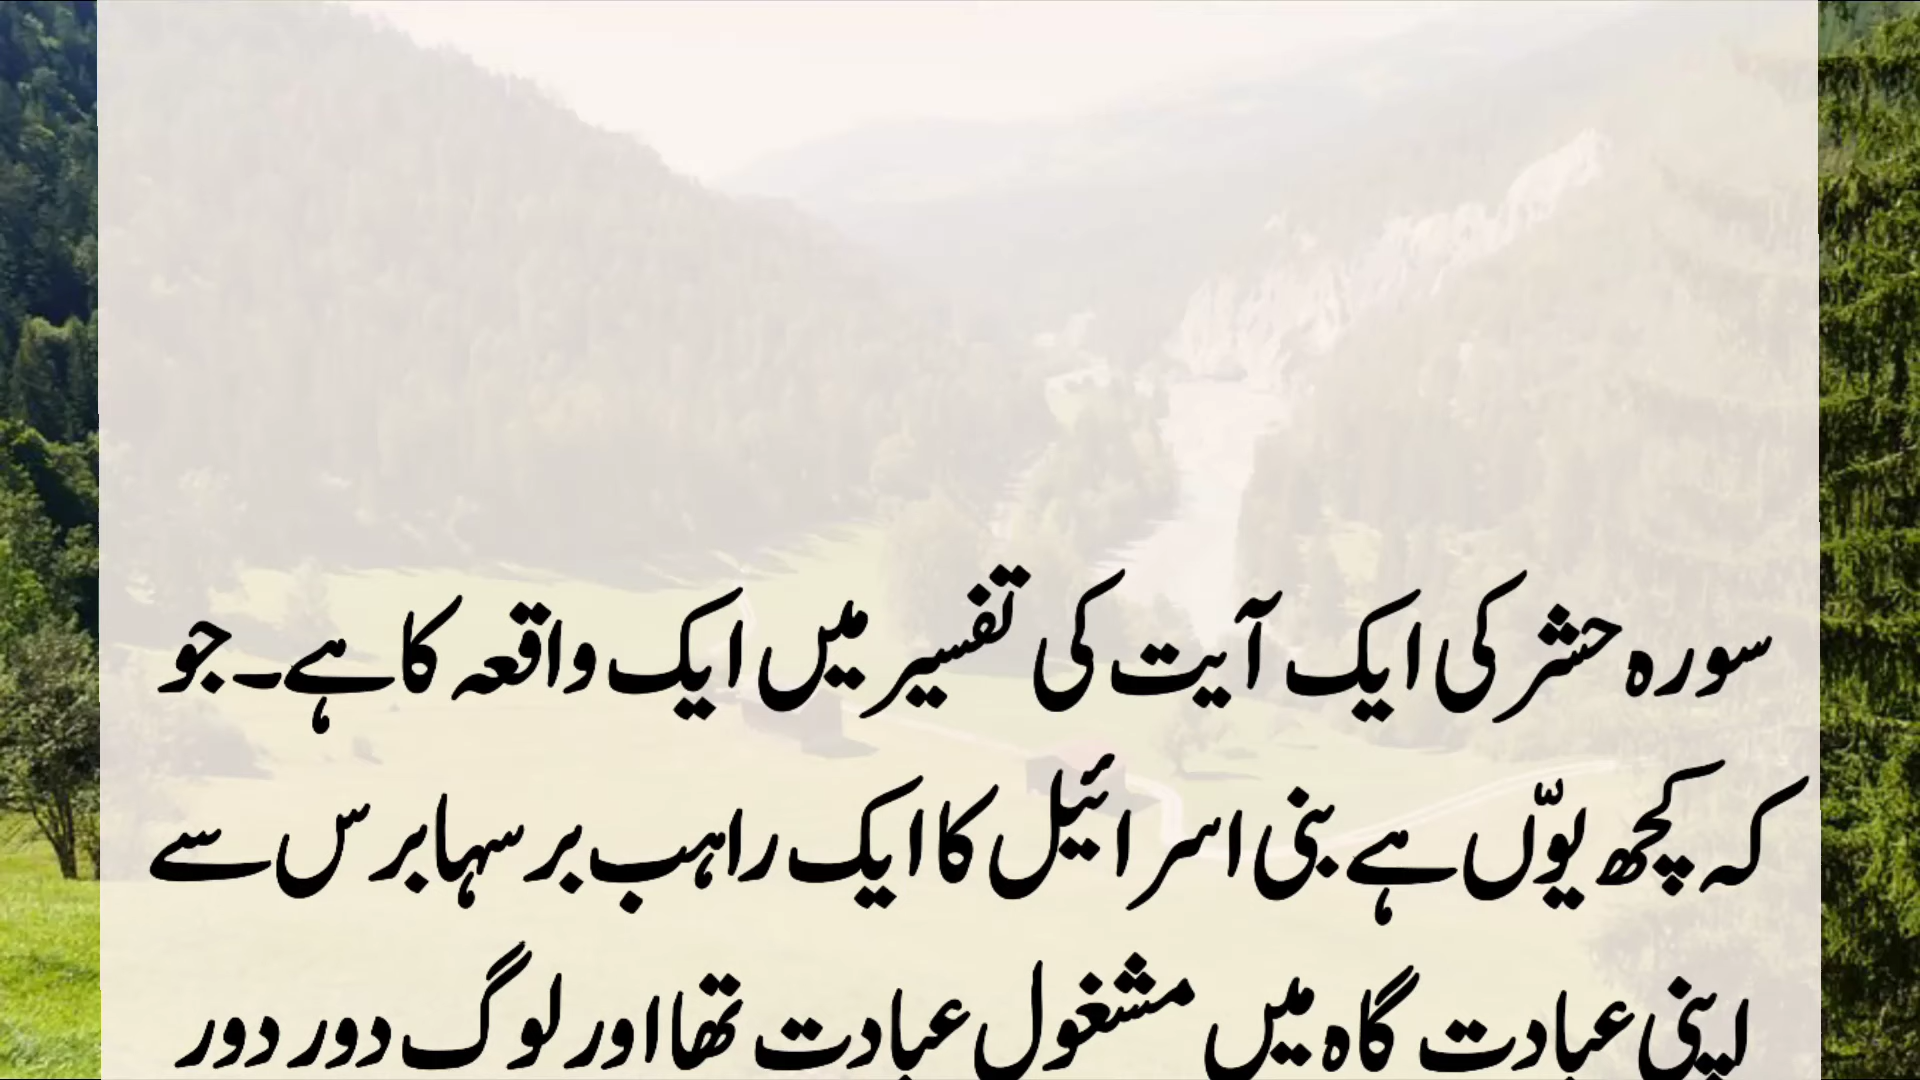 سورہ حشر کی ایک آیت کی تفسیر میں ایک واقعہ کا ہے۔ جو
کہ کچھ یوّں ہے بنی اسرائیل کا ایک راہب برسہا برس سے
اپنی عبادت گاہ میں مشغول عبادت تھا اور لوگ دور دور